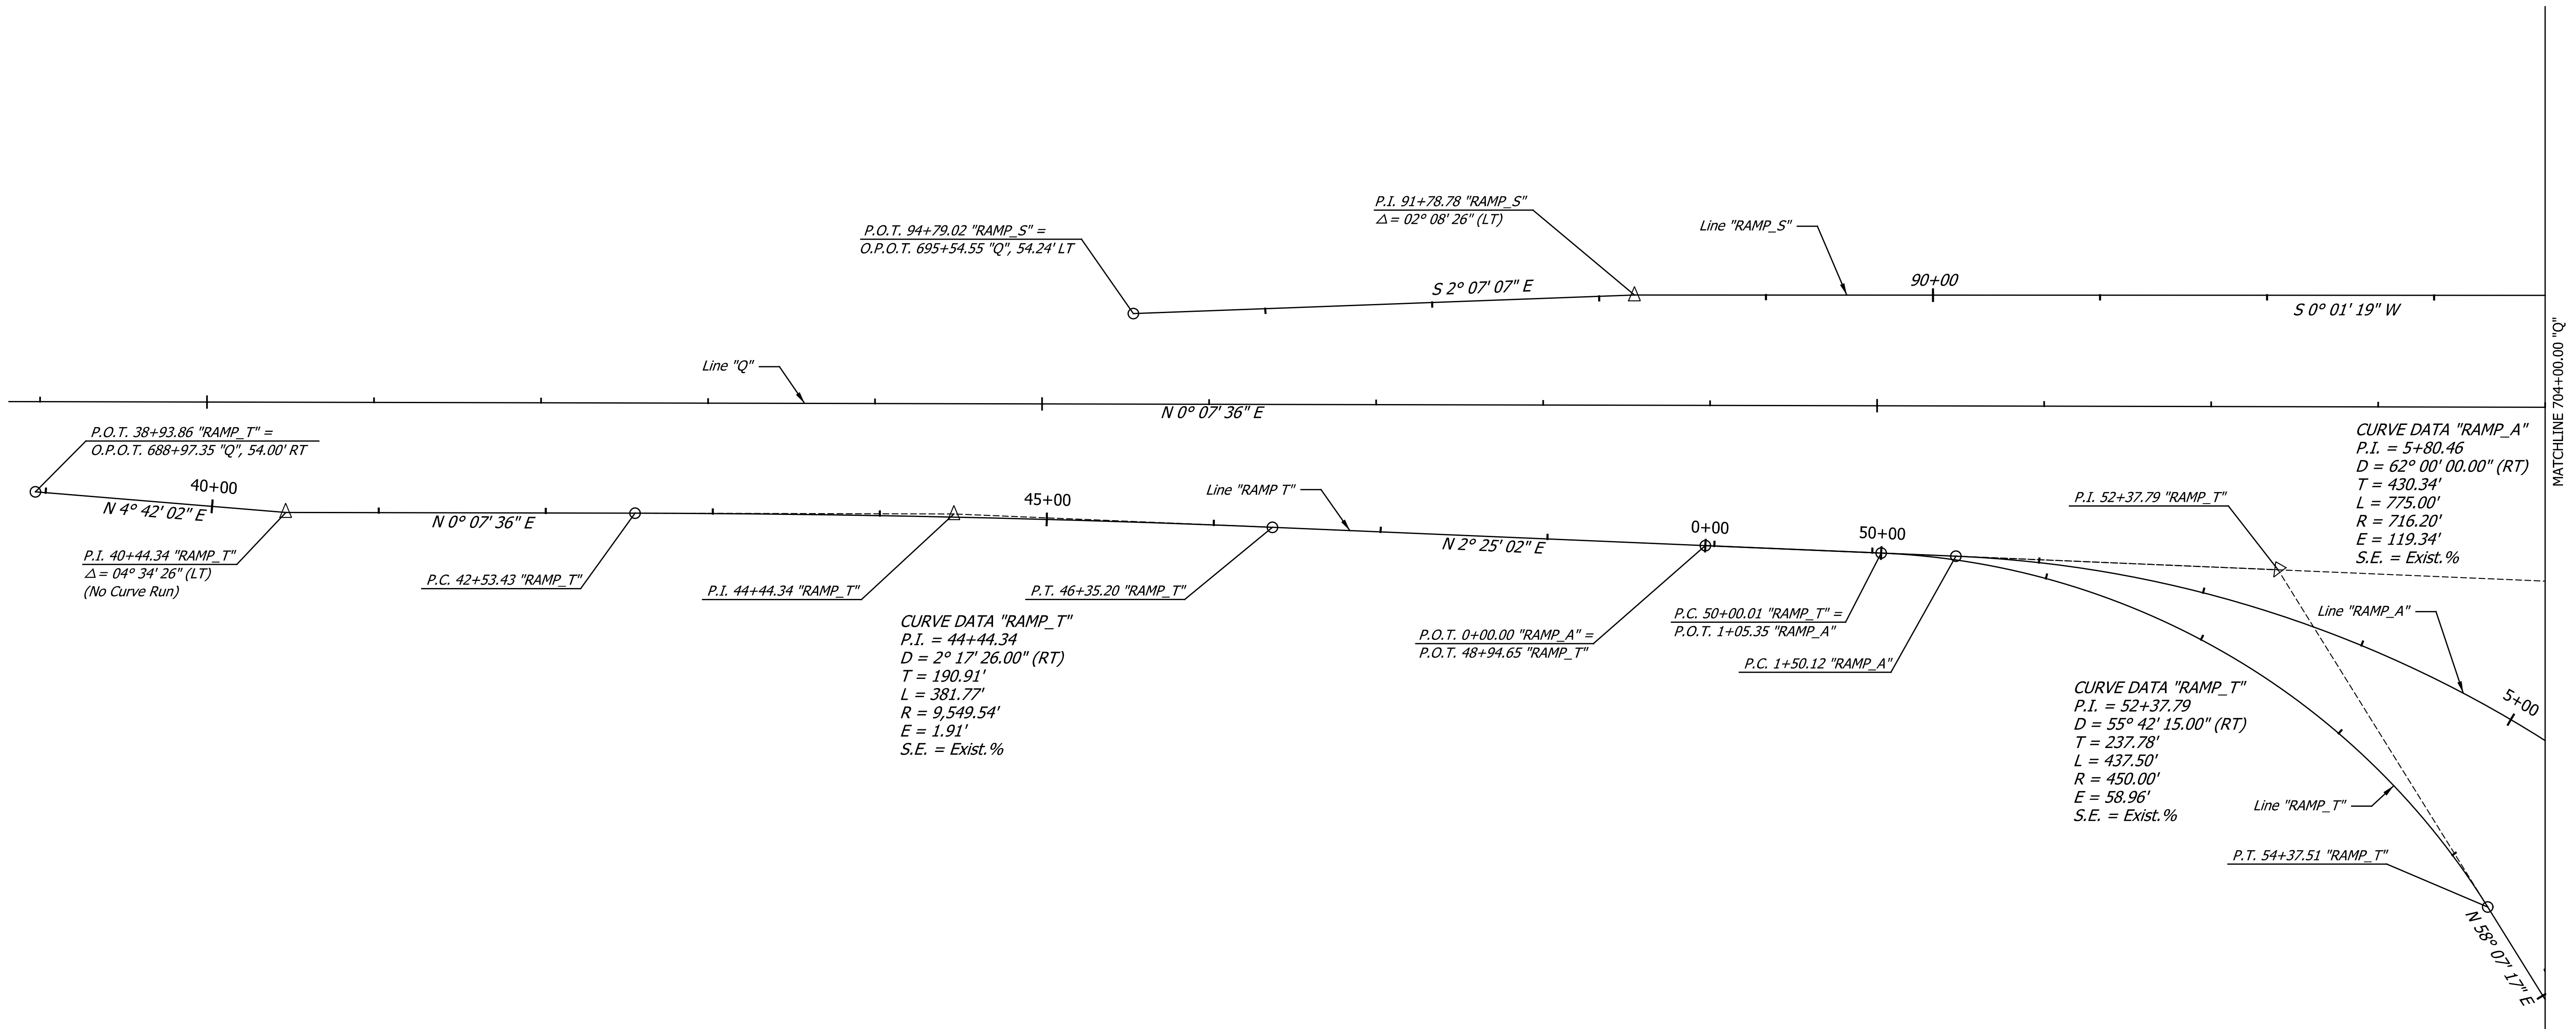 P.I. 91+78.78 "RAMP_S"
△= 02° 08' 26" (LT)
Line "RAMP_S"
P.O.T. 94+79.02 "RAMP_S" =
O.P.O.T. 695+54.55 "Q", 54.24' LT
S 2° 07' 07" E
90+00
S 0° 01' 19" W
MATCHLINE 704+00.00 "Q"
Line "Q"
N 0° 07' 36" E
P.O.T. 38+93.86 "RAMP_T" =
O.P.O.T. 688+97.35 "Q", 54.00' RT
40+00
N 4° 42' 02" E
N 0° 07' 36" E
P.I. 40+44.34 "RAMP_T"
△= 04° 34' 26" (LT)
(No Curve Run)
P.C. 42+53.43 "RAMP_T"
P.I. 44+44.34 "RAMP_T"
45+00
P.T. 46+35.20 "RAMP_T"
Line "RAMP T"
N 2° 25' 02" E
CURVE DATA "RAMP_T"
P.I. = 44+44.34
D = 2° 17' 26.00" (RT)
T = 190.91'
L = 381.77'
R = 9,549.54'
E = 1.91'
S.E. = Exist.%
0+00
50+00
P.O.T. 0+00.00 "RAMP_A" =
P.O.T. 48+94.65 "RAMP_T"
P.C. 50+00.01 "RAMP_T" =
P.O.T. 1+05.35 "RAMP_A"
P.C. 1+50.12 "RAMP_A"
P.I. 52+37.79 "RAMP_T"
CURVE DATA "RAMP_A"
P.I. = 5+80.46
D = 62° 00' 00.00" (RT)
T = 430.34'
L = 775.00'
R = 716.20'
E = 119.34'
S.E. = Exist.%
Line "RAMP_A"
5+00
CURVE DATA "RAMP_T"
P.I. = 52+37.79
D = 55° 42' 15.00" (RT)
T = 237.78'
L = 437.50'
R = 450.00'
E = 58.96'
S.E. = Exist.%
Line "RAMP_T"
P.T. 54+37.51 "RAMP_T"
N 58° 07' 17" E